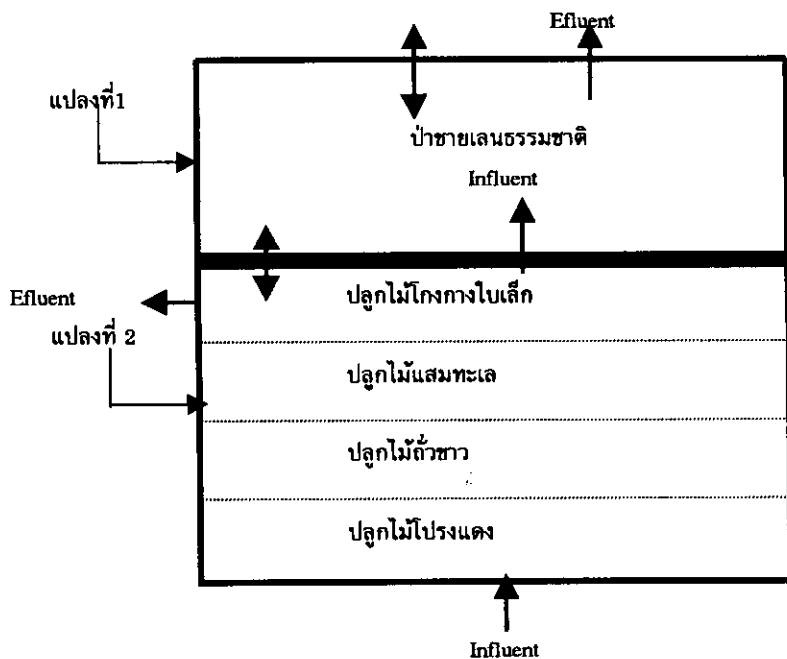 Efluent
แปลงที่1
ป่าชายเลนธรรมชาติ
Influent
Efluent
ปลูกไม้โกงกางใบเล็ก
แปลงที่ 2
ปลูกไม้แสมทะเล
ปลูกไม้ถั่วขาว
ปลูกไม้โปรงแดง
Influent